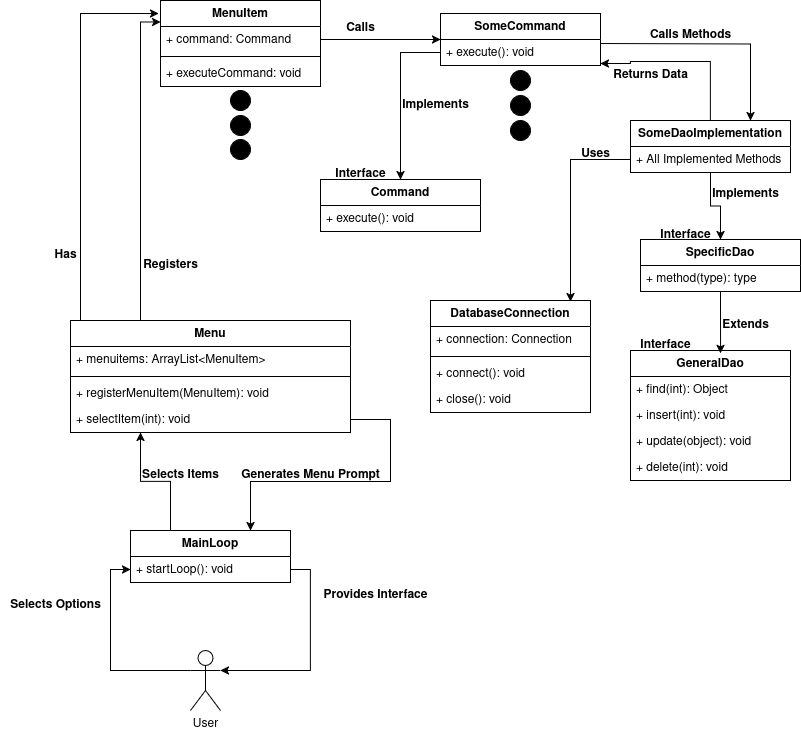 MenuItem
+ command: Command
+ executeCommand: void
Calls
SomeCommand
+ execute(): void
Calls Methods
Returns Data
Implements
SomeDaoImplementation
+ All Implemented Methods
Uses
Interface
Command
+ execute(): void
Implements
Interface
SpecificDao
+ method(type): type
Has
Registers
Extends
DatabaseConnection
+ connection: Connection
+ connect(): void
+ close(): void
Interface
GeneralDao
+ find(int): Object
+ insert(int): void
+ update(object): void
+ delete(int): void
Menu
+ menuitems: ArrayList<MenuItem>
+ registerMenuItem(MenuItem): void
+ selectItem(int): void
Selects Items
Generates Menu Prompt
MainLoop
+ startLoop(): void
Selects Options
Provides Interface
User